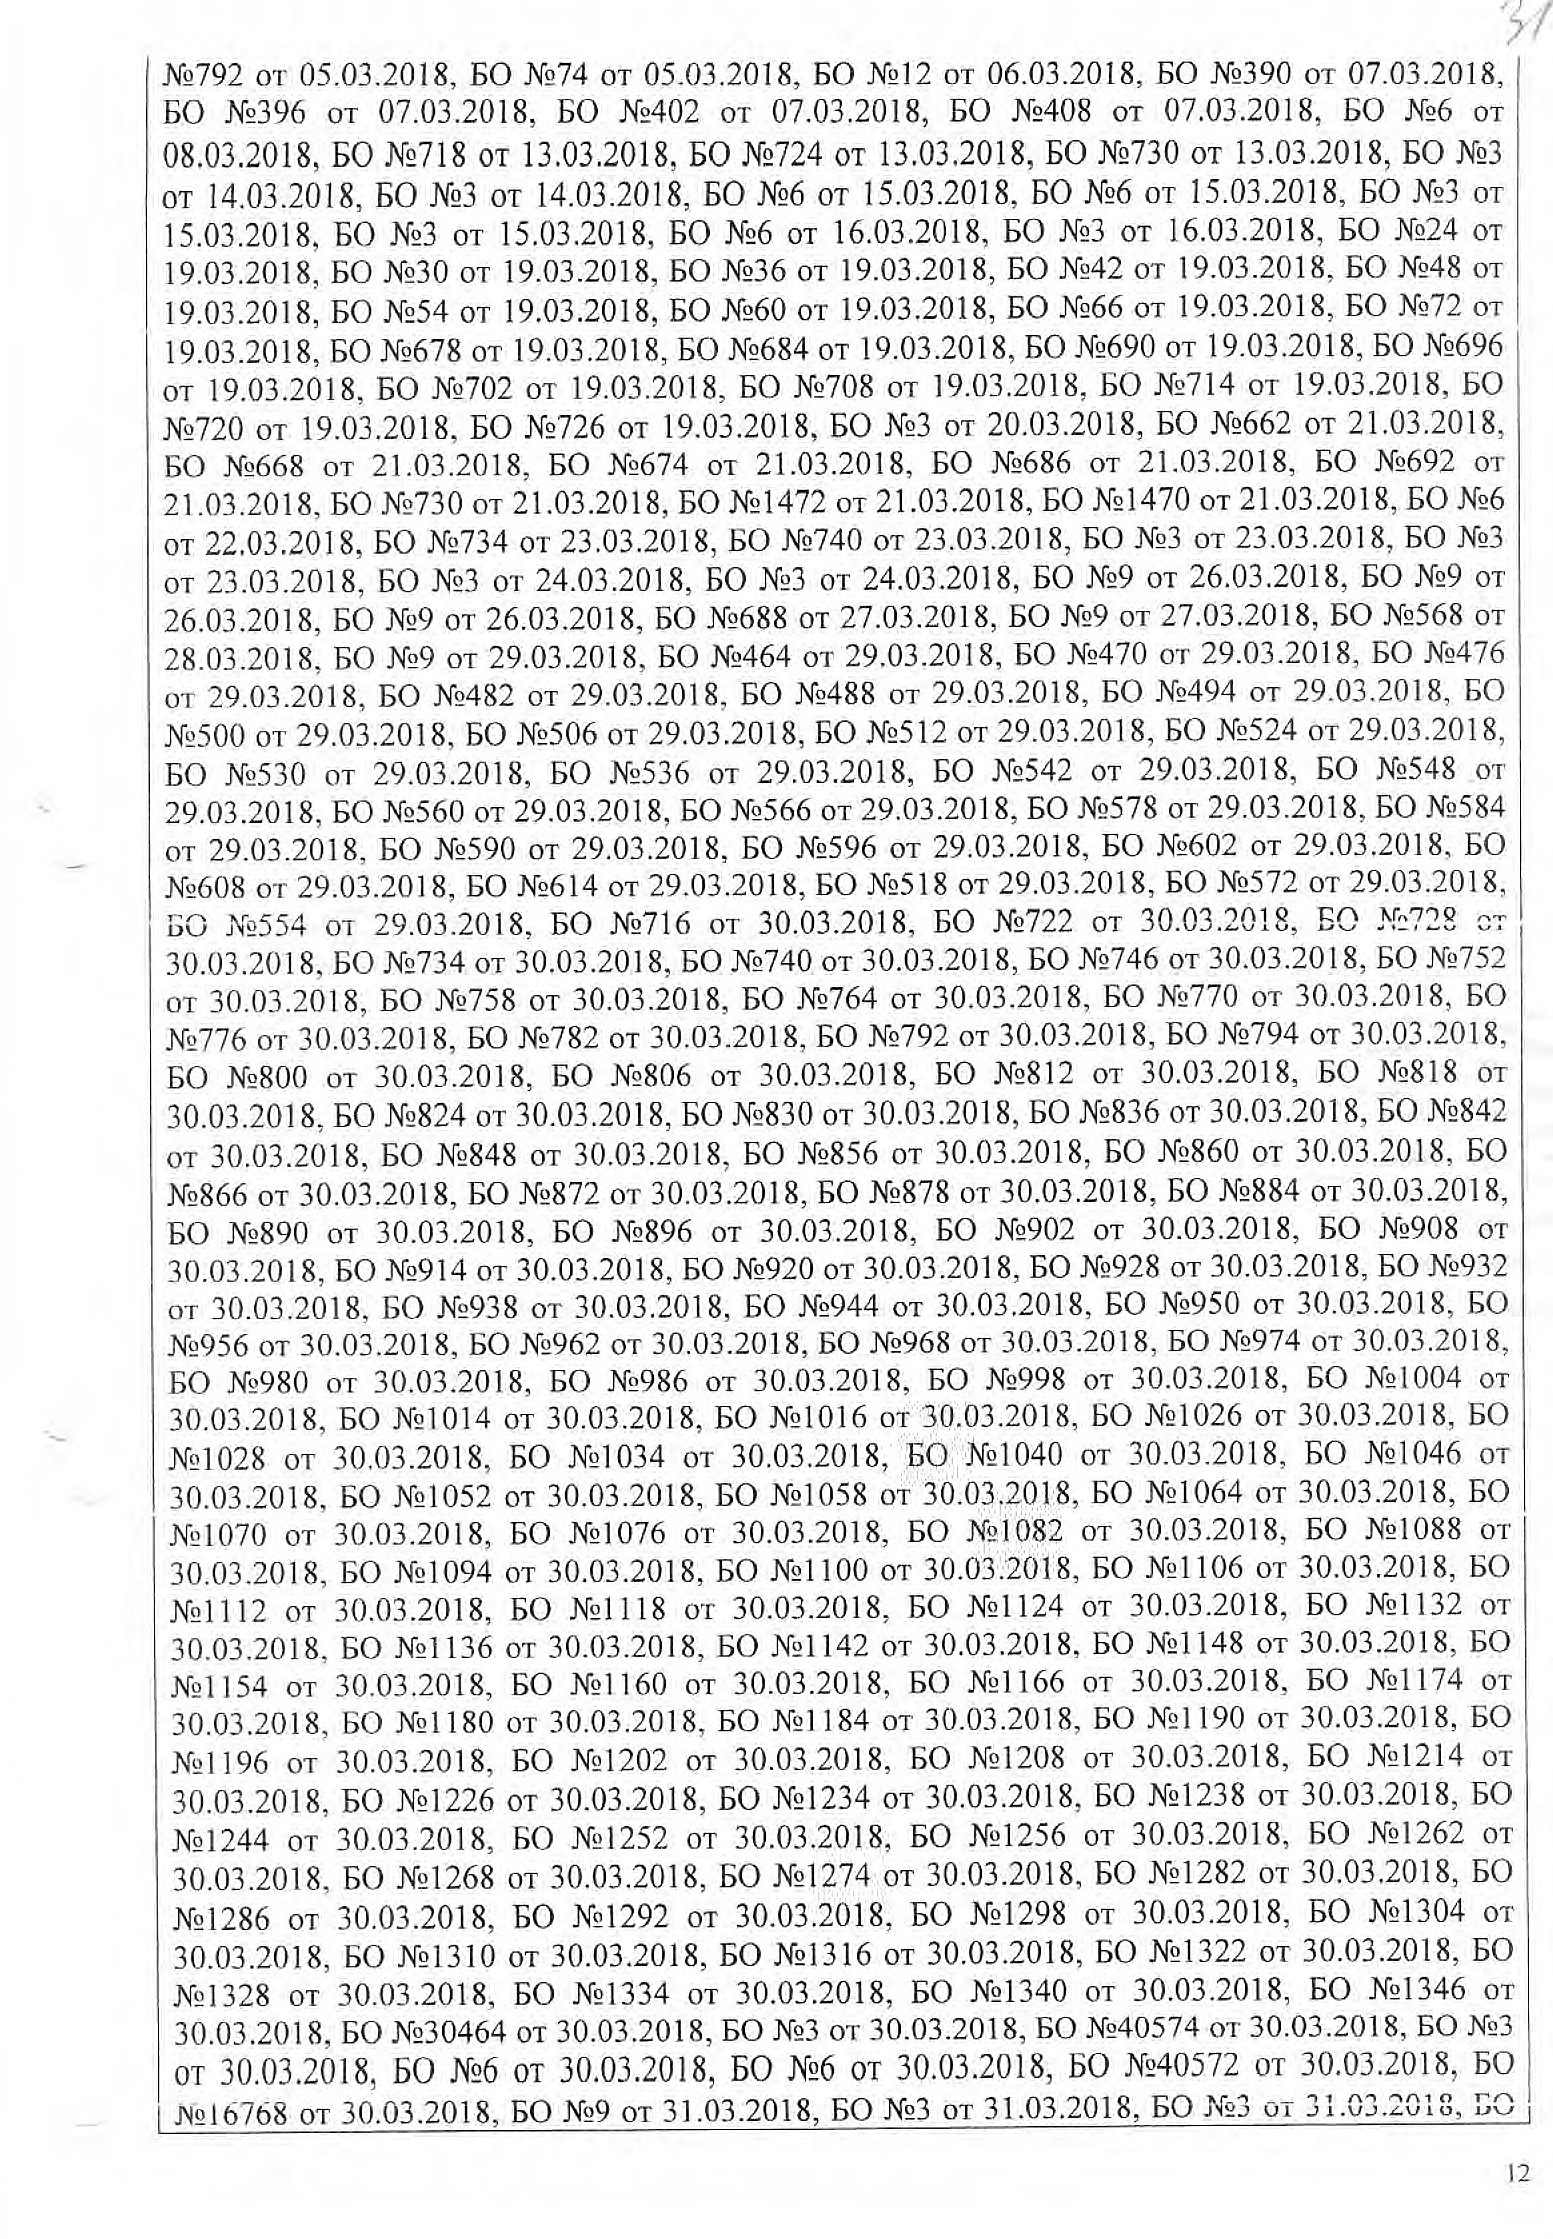 31
№792 от 05.03.2018, БО №74 от 05.03.2018, БО №12 от 06.03.2018, БО №390 от 07.03.2018,
БО №396 от 07.03.2018, БО №402 от 07.03.2018, БО №408 от 07.03.2018, БО №6 от
08.03.2018, БО №718 от 13.03.2018, БО №724 от 13.03.2018, БО №730 от 13.03.2018, БО №3
от 14.03.2018, БО №3 от 14.03.2018, БО №6 от 15.03.2018, БО №6 от 15.03.2018, БО №3 от
15.03.2018, БО №3 от 15.03.2018, БО №6 от 16.03.2018, БО №3 от 16.03.2018, БО №24 от
19.03.2018, БО №30 от 19.03.2018, БО №36 от 19.03.2018, БО №42 от 19.03.2018, БО №48 от
19.03.2018, БО №54 от 19.03.2018, БО №60 от 19.03.2018, БО №66 от 19.03.2018, БО №72 от
19.03.2018, БО №678 от 19.03.2018, БО №684 от 19.03.2018, БО №690 от 19.03.2018, БО №696
от 19.03.2018, БО №702 от 19.03.2018, БО №708 от 19.03.2018, БО №714 от 19.03.2018, БО
№720 от 19.03.2018, БО №726 от 19.03.2018, БО №3 от 20.03.2018, БО №662 от 21.03.2018,
БО №668 от 21.03.2018, БО №674 от 21.03.2018, БО №686 от 21.03.2018, БО №692 от
21.03.2018, БО №730 от 21.03.2018, БО №1472 от 21.03.2018, БО №1470 от 21.03.2018, БО №6
от 22.03.2018, БО №734 от 23.03.2018, БО №740 от 23.03.2018, БО №3 от 23.03.2018, БО №3
от 23.03.2018, БО №3 от 24.03.2018, БО №3 от 24.03.2018, БО №9 от 26.03.2018, БО №9 от
26.03.2018, БО №9 от 26.03.2018, БО №688 от 27.03.2018, БО №9 от 27.03.2018, БО №568 от
28.03.2018, БО №9 от 29.03.2018, БО №464 от 29.03.2018, БО №470 от 29.03.2018, БО №476
от 29.03.2018, БО №482 от 29.03.2018, БО №488 от 29.03.2018, БО №494 от 29.03.2018, БО
№500 от 29.03.2018, БО №506 от 29.03.2018, БО №512 от 29.03.2018, БО №524 от 29.03.2018,
БО №530 от 29.03.2018, БО №536 от 29.03.2018, БО №542 от 29.03.2018, БО №548 от
29.03.2018, БО №560 от 29.03.2018, БО №566 от 29.03.2018, БО №578 от 29.03.2018, БО №584
от 29.03.2018, БО №590 от 29.03.2018, БО №596 от 29.03.2018, БО №602 от 29.03.2018, БО
№608 от 29.03.2018, БО №614 от 29.03.2018, БО №518 от 29.03.2018, БО №572 от 29.03.2018,
БО №554 от 29.03.2018, БО №716 от 30.03.2018, БО №722 от 30.03.2018, БО №728 от
30.03.2018, БО №734 от 30.03.2018, БО №740 от 30.03.2018, БО №746 от 30.03.2018, БО №752
от 30.03.2018, БО №758 от 30.03.2018, БО №764 от 30.03.2018, БО №770 от 30.03.2018, БО
№776 от 30.03.2018, БО №782 от 30.03.2018, БО №792 от 30.03.2018, БО №794 от 30.03.2018,
БО №800 от 30.03.2018, БО №806 от 30.03.2018, БО №812 от 30.03.2018, БО №818 от
30.03.2018, БО №824 от 30.03.2018, БО №830 от 30.03.2018, БО №836 от 30.03.2018, БО №842
от 30.03.2018, БО №848 от 30.03.2018, БО №856 от 30.03.2018, БО №860 от 30.03.2018, БО
№866 от 30.03.2018, БО №872 от 30.03.2018, БО №878 от 30.03.2018, БО №884 от 30.03.2018,
БО №890 от 30.03.2018, БО №896 от 30.03.2018, БО №902 от 30.03.2018, БО №908 от
30.03.2018, БО №914 от 30.03.2018, БО №920 от 30.03.2018, БО №928 от 30.03.2018, БО №932
от 30.03.2018, БО №938 от 30.03.2018, БО №944 от 30.03.2018, БО №950 от 30.03.2018, БО
№956 от 30.03.2018, БО №962 от 30.03.2018, БО №968 от 30.03.2018, БО №974 от 30.03.2018,
БО №980 от 30.03.2018, БО №986 от 30.03.2018, БО №998 от 30.03.2018, БО №1004 от
30.03.2018, БО №1014 от 30.03.2018, БО №1016 от 30.03.2018, БО №1026 от 30.03.2018, БО
№1028 от 30.03.2018, БО №1034 от 30.03.2018, БО №1040 от 30.03.2018, БО №1046 от
30.03.2018, БО №1052 от 30.03.2018, БО №1058 от 30.03.2018, БО №1064 от 30.03.2018, БО
№1070 от 30.03.2018, БО №1076 от 30.03.2018, БО №1082 от 30.03.2018, БО №1088 от
30.03.2018, БО №1094 от 30.03.2018, БО №1100 от 30.03.2018, БО №1106 от 30.03.2018, БО
№1112 от 30.03.2018, БО №1118 от 30.03.2018, БО №1124 от 30.03.2018, БО №1132 от
30.03.2018, БО №1136 от 30.03.2018, БО №1142 от 30.03.2018, БО №1148 от 30.03.2018, БО
№1154 от 30.03.2018, БО №1160 от 30.03.2018, БО №1166 от 30.03.2018, БО №1174 от
30.03.2018, БО №1180 от 30.03.2018, БО №1184 от 30.03.2018, БО №1190 от 30.03.2018, БО
№1196 от 30.03.2018, БО №1202 от 30.03.2018, БО №1208 от 30.03.2018, БО №1214 от
30.03.2018, БО №1226 от 30.03.2018, БО №1234 от 30.03.2018, БО №1238 от 30.03.2018, БО
№1244 от 30.03.2018, БО №1252 от 30.03.2018, БО №1256 от 30.03.2018, БО №1262 от
30.03.2018, БО №1268 от 30.03.2018, БО №1274 от 30.03.2018, БО №1282 от 30.03.2018, БО
№1286 от 30.03.2018, БО №1292 от 30.03.2018, БО №1298 от 30.03.2018, БО №1304 от
30.03.2018, БО №1310 от 30.03.2018, БО №1316 от 30.03.2018, БО №1322 от 30.03.2018, БО
№1328 от 30.03.2018, БО №1334 от 30.03.2018, БО №1340 от 30.03.2018, БО №1346 от
30.03.2018, БО №30464 от 30.03.2018, БО №3 от 30.03.2018, БО №40574 от 30.03.2018, БО №3
от 30.03.2018, БО №6 от 30.03.2018, БО №6 от 30.03.2018, БО №40572 от 30.03.2018, БО
№16768 от 30.03.2018, БО №9 от 31.03.2018, БО №3 от 31.03.2018, БО №3 от 31.03.2018, БО
12